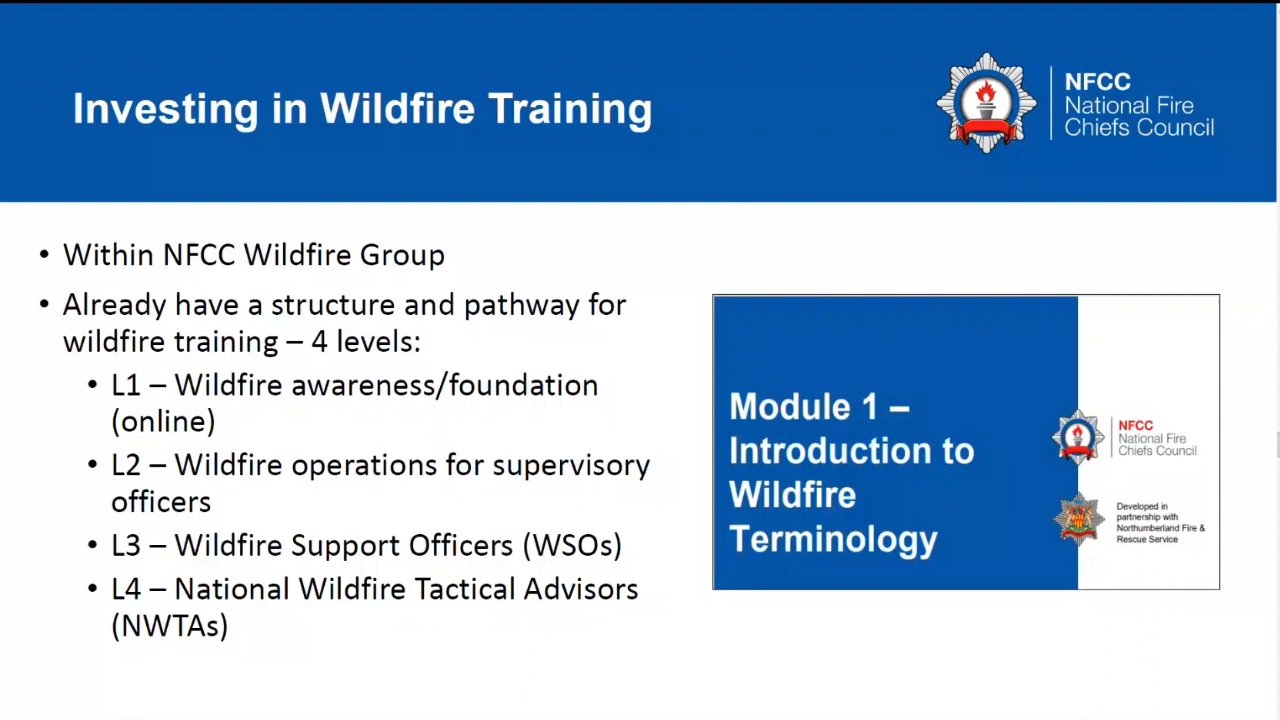 Investing in Wildfire Training
NFCC
National Fire
Chiefs Council
• Within NFCC Wildfire Group
• Already have a structure and pathway for
wildfire training – 4 levels:
• L1 – Wildfire awareness/foundation
(online)
• L2 – Wildfire operations for supervisory
officers
• L3 – Wildfire Support Officers (WSOs)
• L4 – National Wildfire Tactical Advisors
(NWTAs)
Module 1 –
Introduction to
Wildfire
Terminology
NFCC
National Fire
Chiefs Council
Developed in
partnership with
Northumberland Fire &
Rescue Service